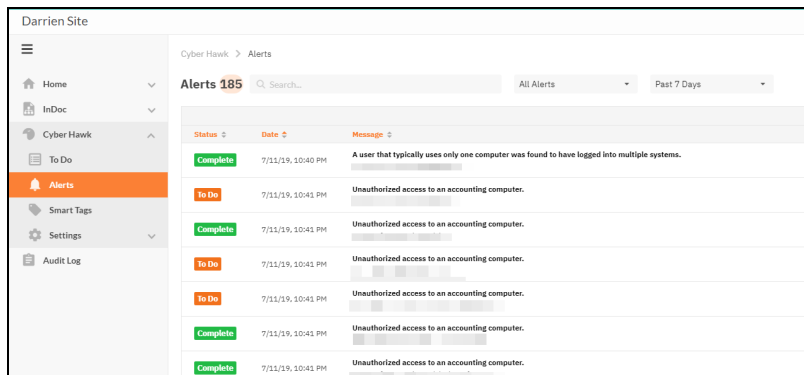 Darrien Site
Cyber Hawk > Alerts
Home
InDoc
Cyber Hawk
To Do
Alerts
Smart Tags
Settings
Audit Log
Alerts 185 Search... All Alerts Past 7 Days
Status Date Message
Complete 7/11/19, 10:40 PM A user that typically uses only one computer was found to have logged into multiple systems.
To Do 7/11/19, 10:41 PM Unauthorized access to an accounting computer.
Complete 7/11/19, 10:41 PM Unauthorized access to an accounting computer.
To Do 7/11/19, 10:41 PM Unauthorized access to an accounting computer.
To Do 7/11/19, 10:41 PM Unauthorized access to an accounting computer.
Complete 7/11/19, 10:41 PM Unauthorized access to an accounting computer.
Complete 7/11/19, 10:41 PM Unauthorized access to an accounting computer.